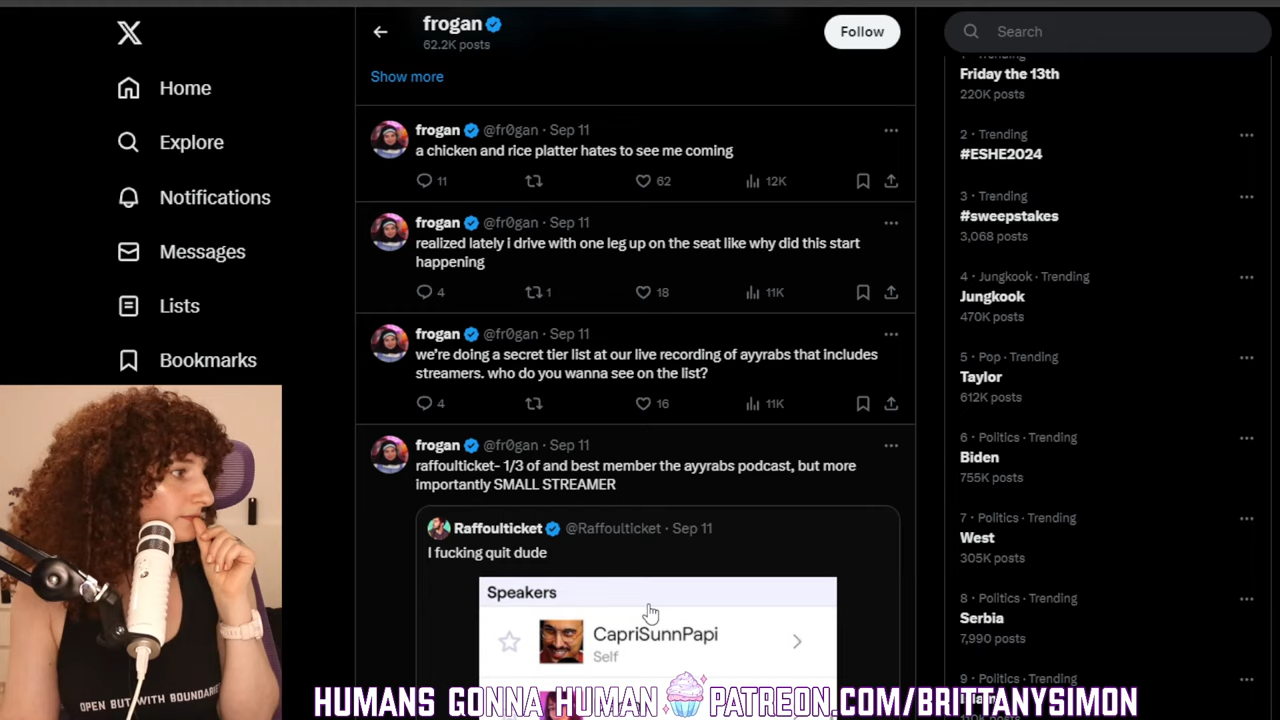 frogan
62.2K posts
Follow
Search
Show more
Home
Explore
Notifications
Messages
Lists
Bookmarks
frogan @fr0gan · Sep 11
a chicken and rice platter hates to see me coming
11
62
12K
frogan @fr0gan · Sep 11
realized lately i drive with one leg up on the seat like why did this start
happening
4
1
18
11K
frogan @fr0gan · Sep 11
we're doing a secret tier list at our live recording of ayyrabs that includes
streamers. who do you wanna see on the list?
4
16
11K
frogan @fr0gan · Sep 11
raffoulticket- 1/3 of and best member the ayyrabs podcast, but more
importantly SMALL STREAMER
Raffoulticket @Raffoulticket · Sep 11
I fucking quit dude
Speakers
CapriSunnPapi
Self
1 · Trending
Friday the 13th
220K posts
2 · Trending
#ESHE2024
3 · Trending
#sweepstakes
3,068 posts
4 · Jungkook · Trending
Jungkook
470K posts
5 · Pop · Trending
Taylor
612K posts
6 · Politics · Trending
Biden
755K posts
7 · Politics · Trending
West
305K posts
8 · Politics · Trending
Serbia
7,990 posts
9 · Politics · Trending
OPEN BUT WITH BOUNDARIES
HUMANS GONNA HUMAN PATREON.COM/BRITTANYSIMON